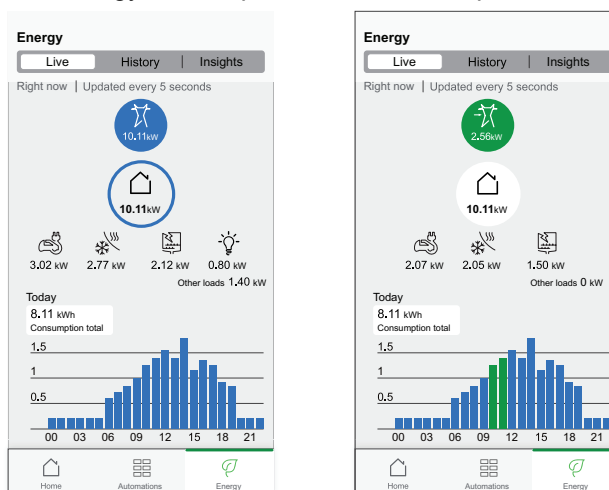 Energy
Live History | Insights
Right now | Updated every 5 seconds
10.11kW
10.11kW
3.02 kW 2.77 kW 2.12 kW 0.80 kW
Other loads 1.40 kW
Today
8.11 kWh
Consumption total
1.5
1
0.5
00 03 06 09 12 15 18 21
Home Automations Energy
Energy
Live History | Insights
Right now | Updated every 5 seconds
2.56kW
10.11kW
2.07 kW 2.05 kW 1.50 kW
Other loads 0 kW
Today
8.11 kWh
Consumption total
1.5
1
0.5
00 03 06 09 12 15 18 21
Home Automations Energy